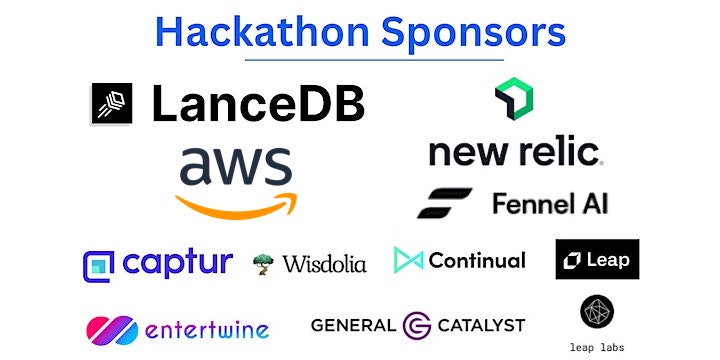 Hackathon Sponsors
LanceDB
aws
new relic.
Fennel AI
captur
Wisdolia
Continual
Leap
entertwine
GENERAL CATALYST
leap labs